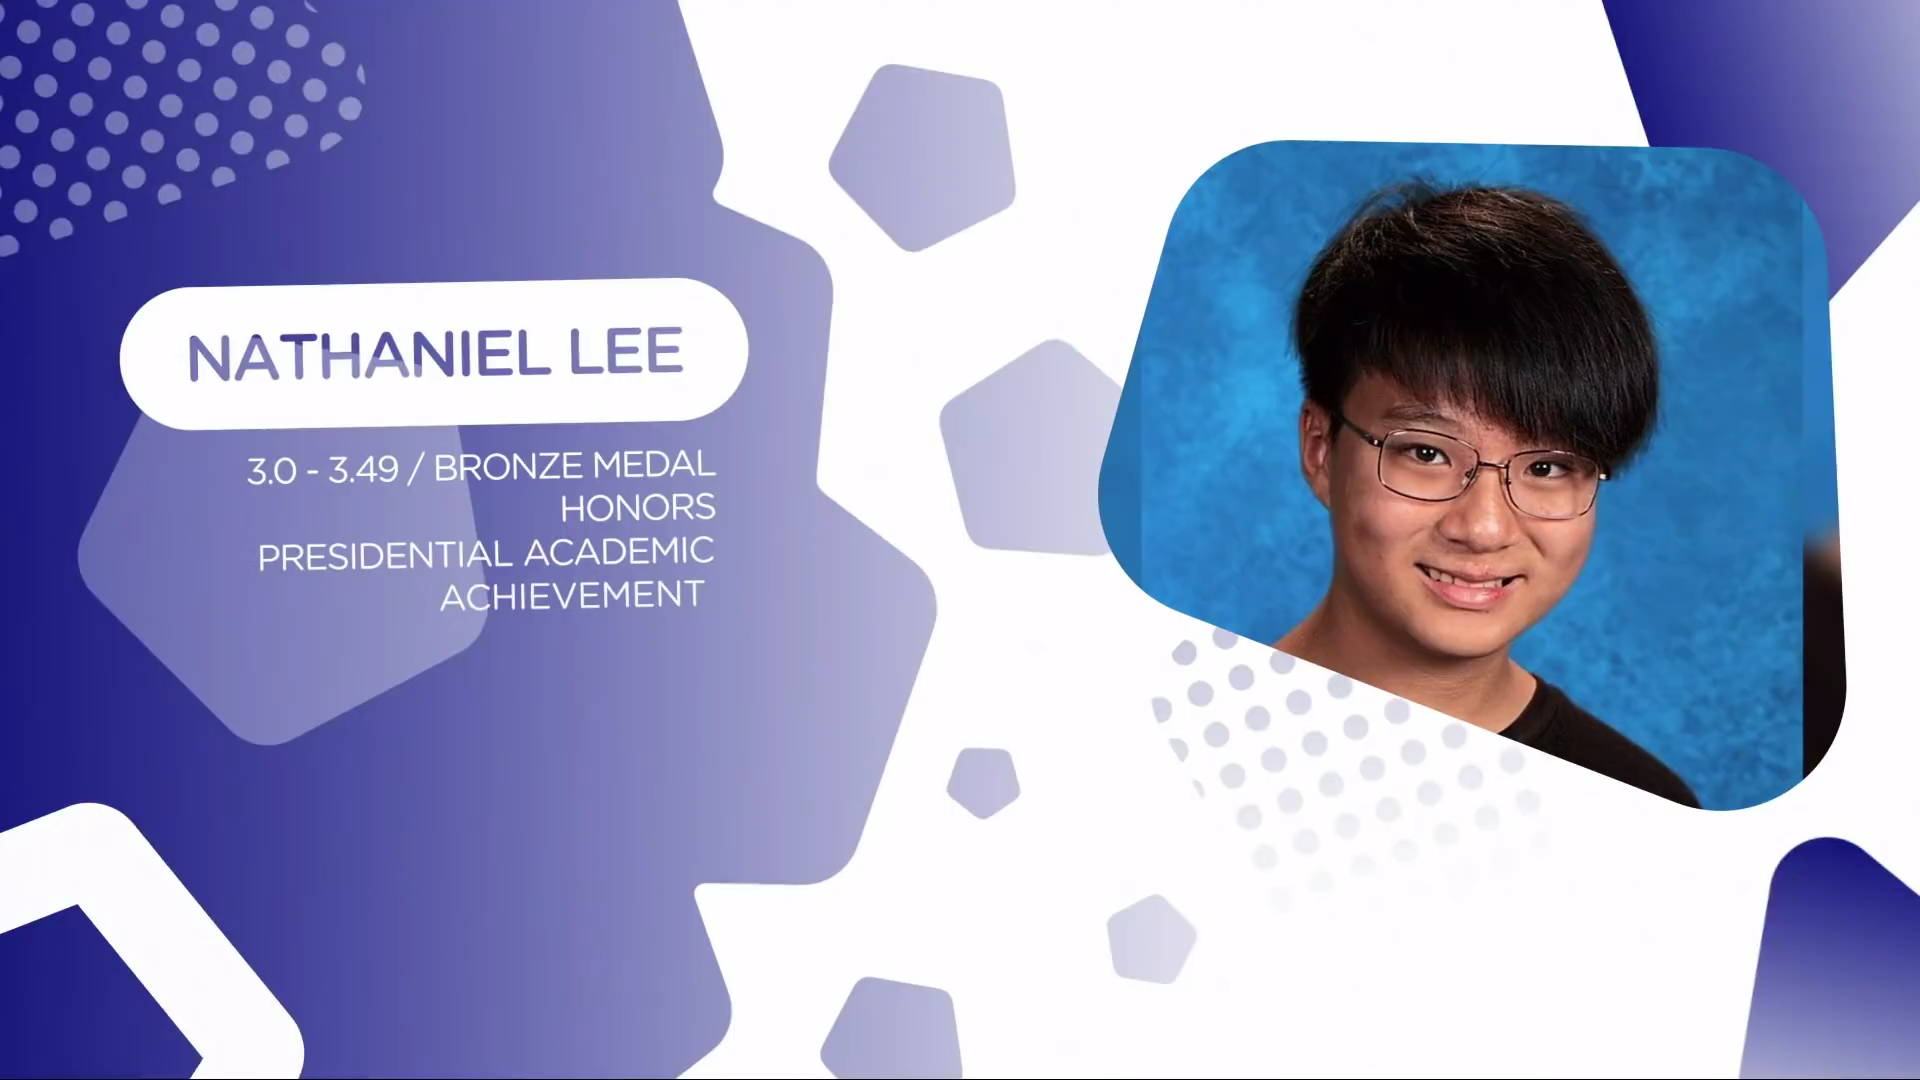 NATHANIEL LEE
3.0 - 3.49 / BRONZE MEDAL
HONORS
PRESIDENTIAL ACADEMIC
ACHIEVEMENT